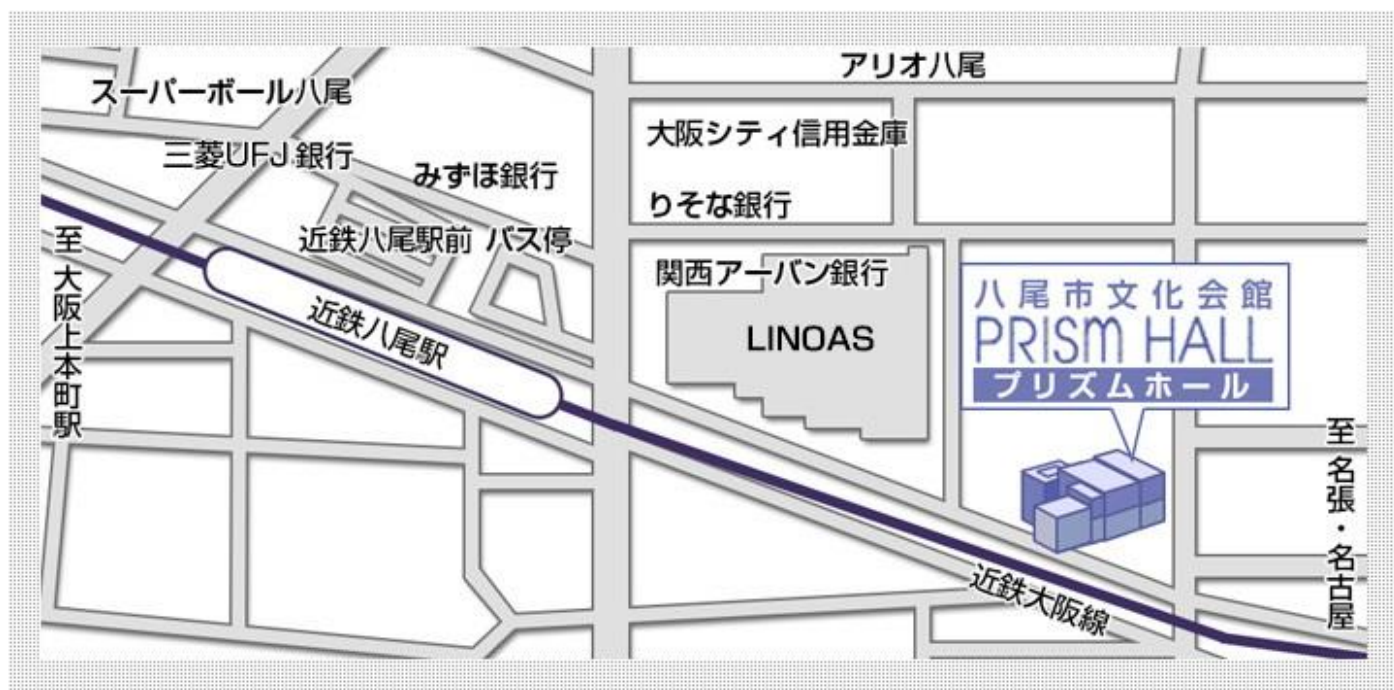 アリオ八尾
スーパーボール八尾
大阪シティ信用金庫
三菱UFJ銀行
みずほ銀行
りそな銀行
近鉄八尾駅前 バス停
至 大阪上本町駅
関西アーバン銀行
八尾市文化会館
PRISM HALL
プリズムホール
近鉄八尾駅
LINOAS
至 名張・名古屋
近鉄大阪線